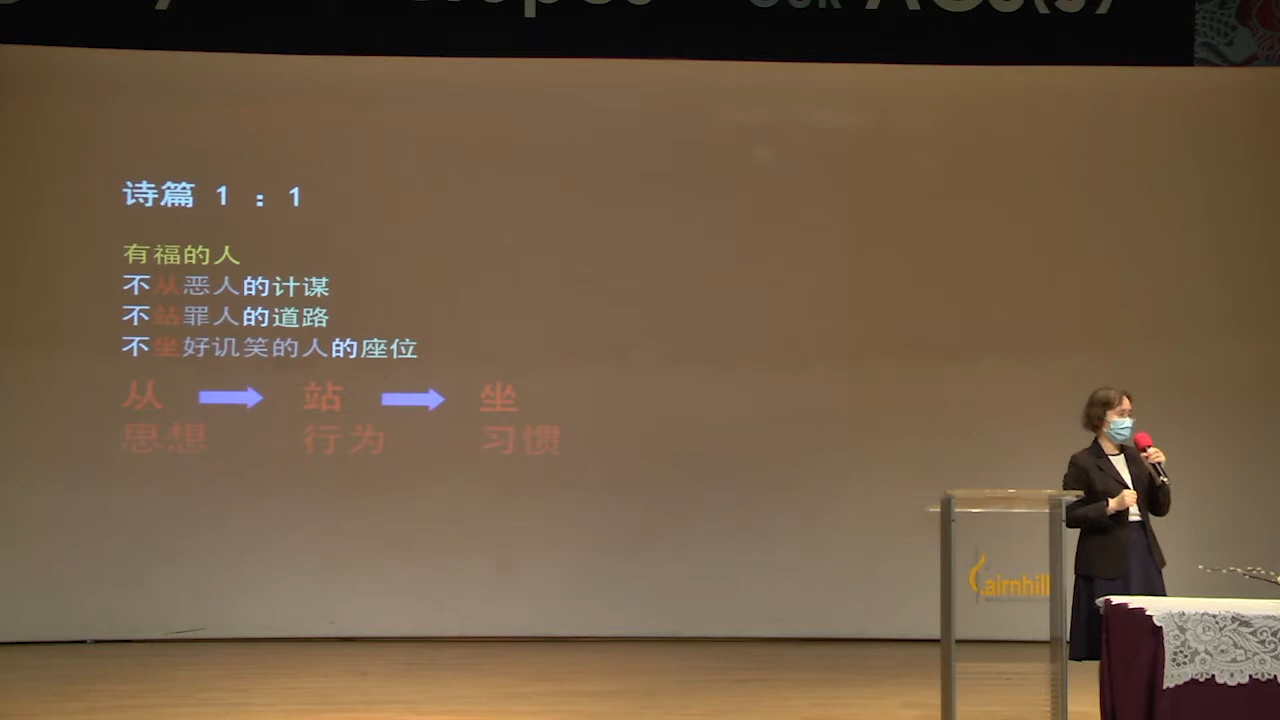 诗篇 1 : 1
有福的人
不从恶人的计谋
不站罪人的道路
不坐好讥笑的人的座位
从 站 坐
思想 行为 习惯
airnhill